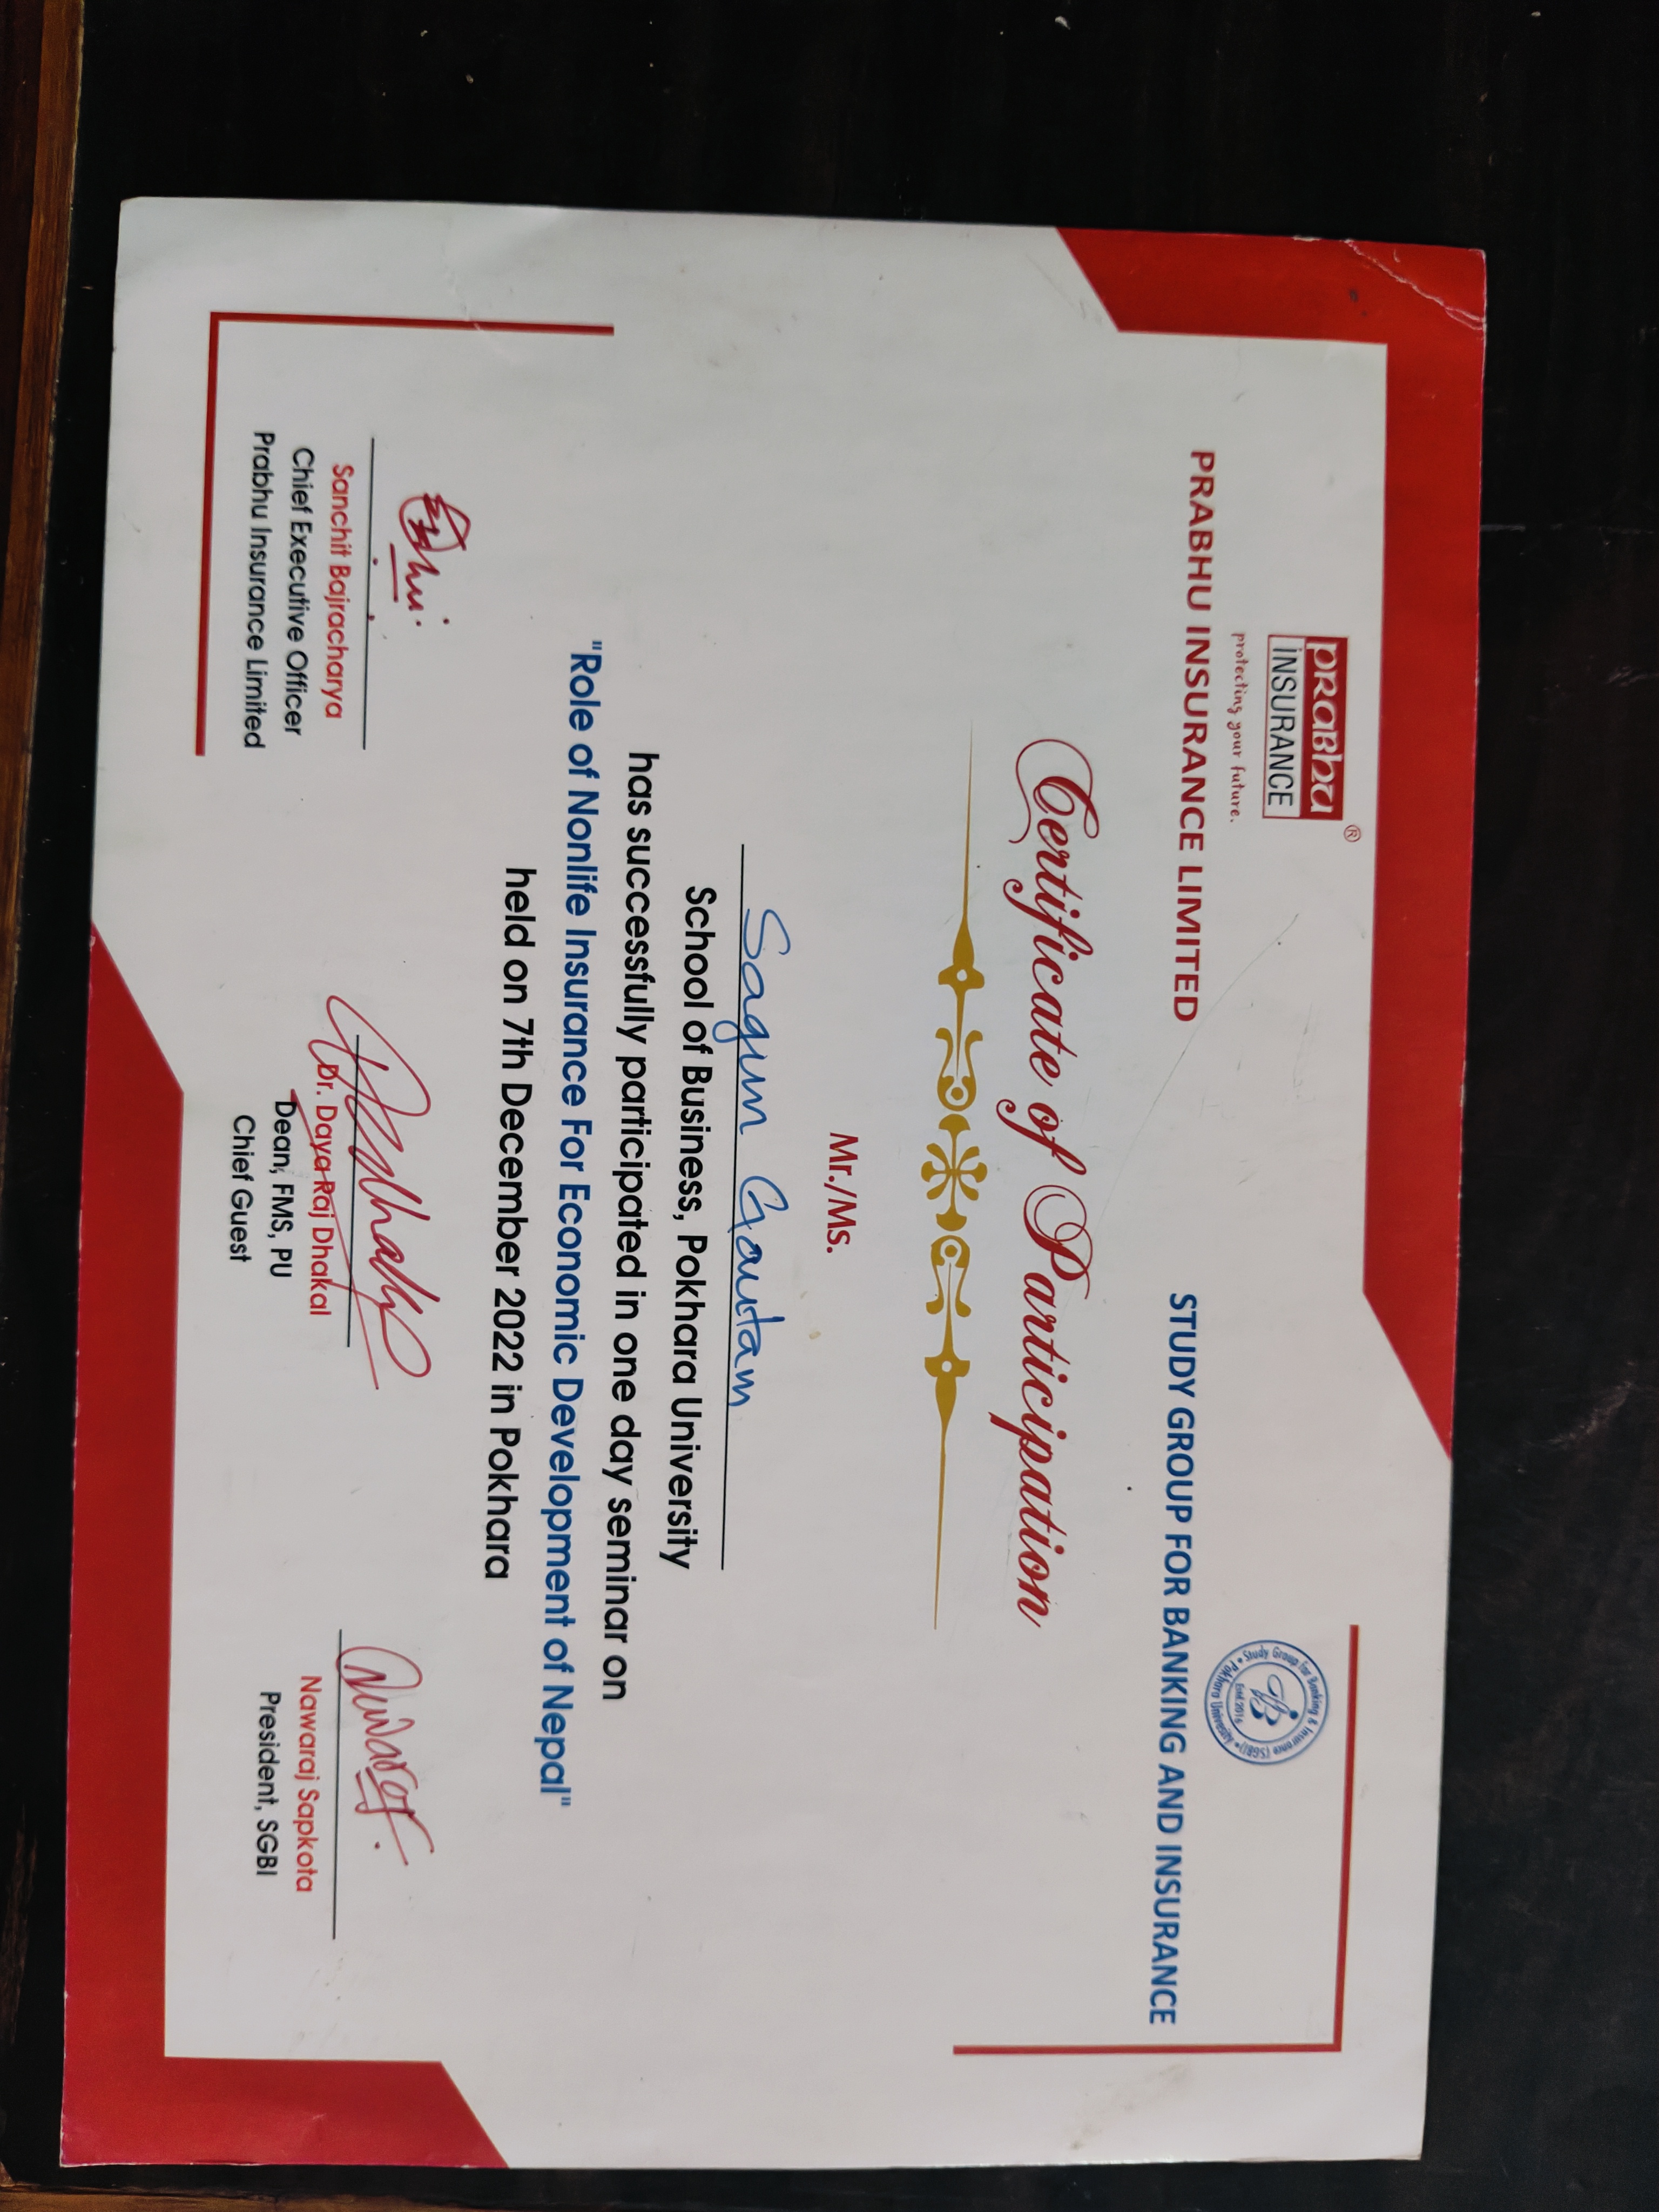 PRABHU ®
INSURANCE
protecting your future.
PRABHU INSURANCE LIMITED
Study Group for Banking & Insurance (SGBI)
B
Estd. 2016
Pokhara University
STUDY GROUP FOR BANKING AND INSURANCE
Certificate of Participation
Mr./Ms.
Sagun Gautam
School of Business, Pokhara University
has successfully participated in one day seminar on
"Role of Nonlife Insurance For Economic Development of Nepal"
held on 7th December 2022 in Pokhara
Sanchit Bajracharya
Chief Executive Officer
Prabhu Insurance Limited
Dr. Daya Raj Dhakal
Dean, FMS, PU
Chief Guest
Nawaraj
Nawaraj Sapkota
President, SGBI